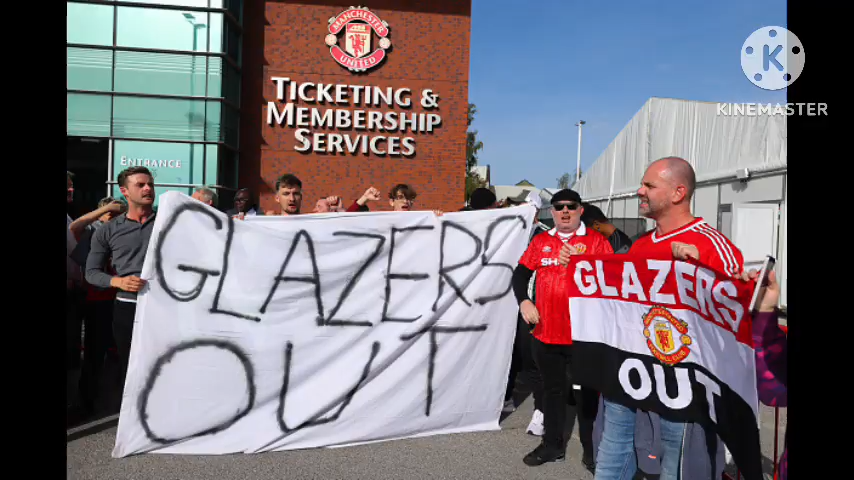 MANCHESTER
UNITED
TICKETING &
MEMBERSHIP
SERVICES
ENTRANCE
KINEMASTER
GLAZERS
OUT
GLAZERS
OUT